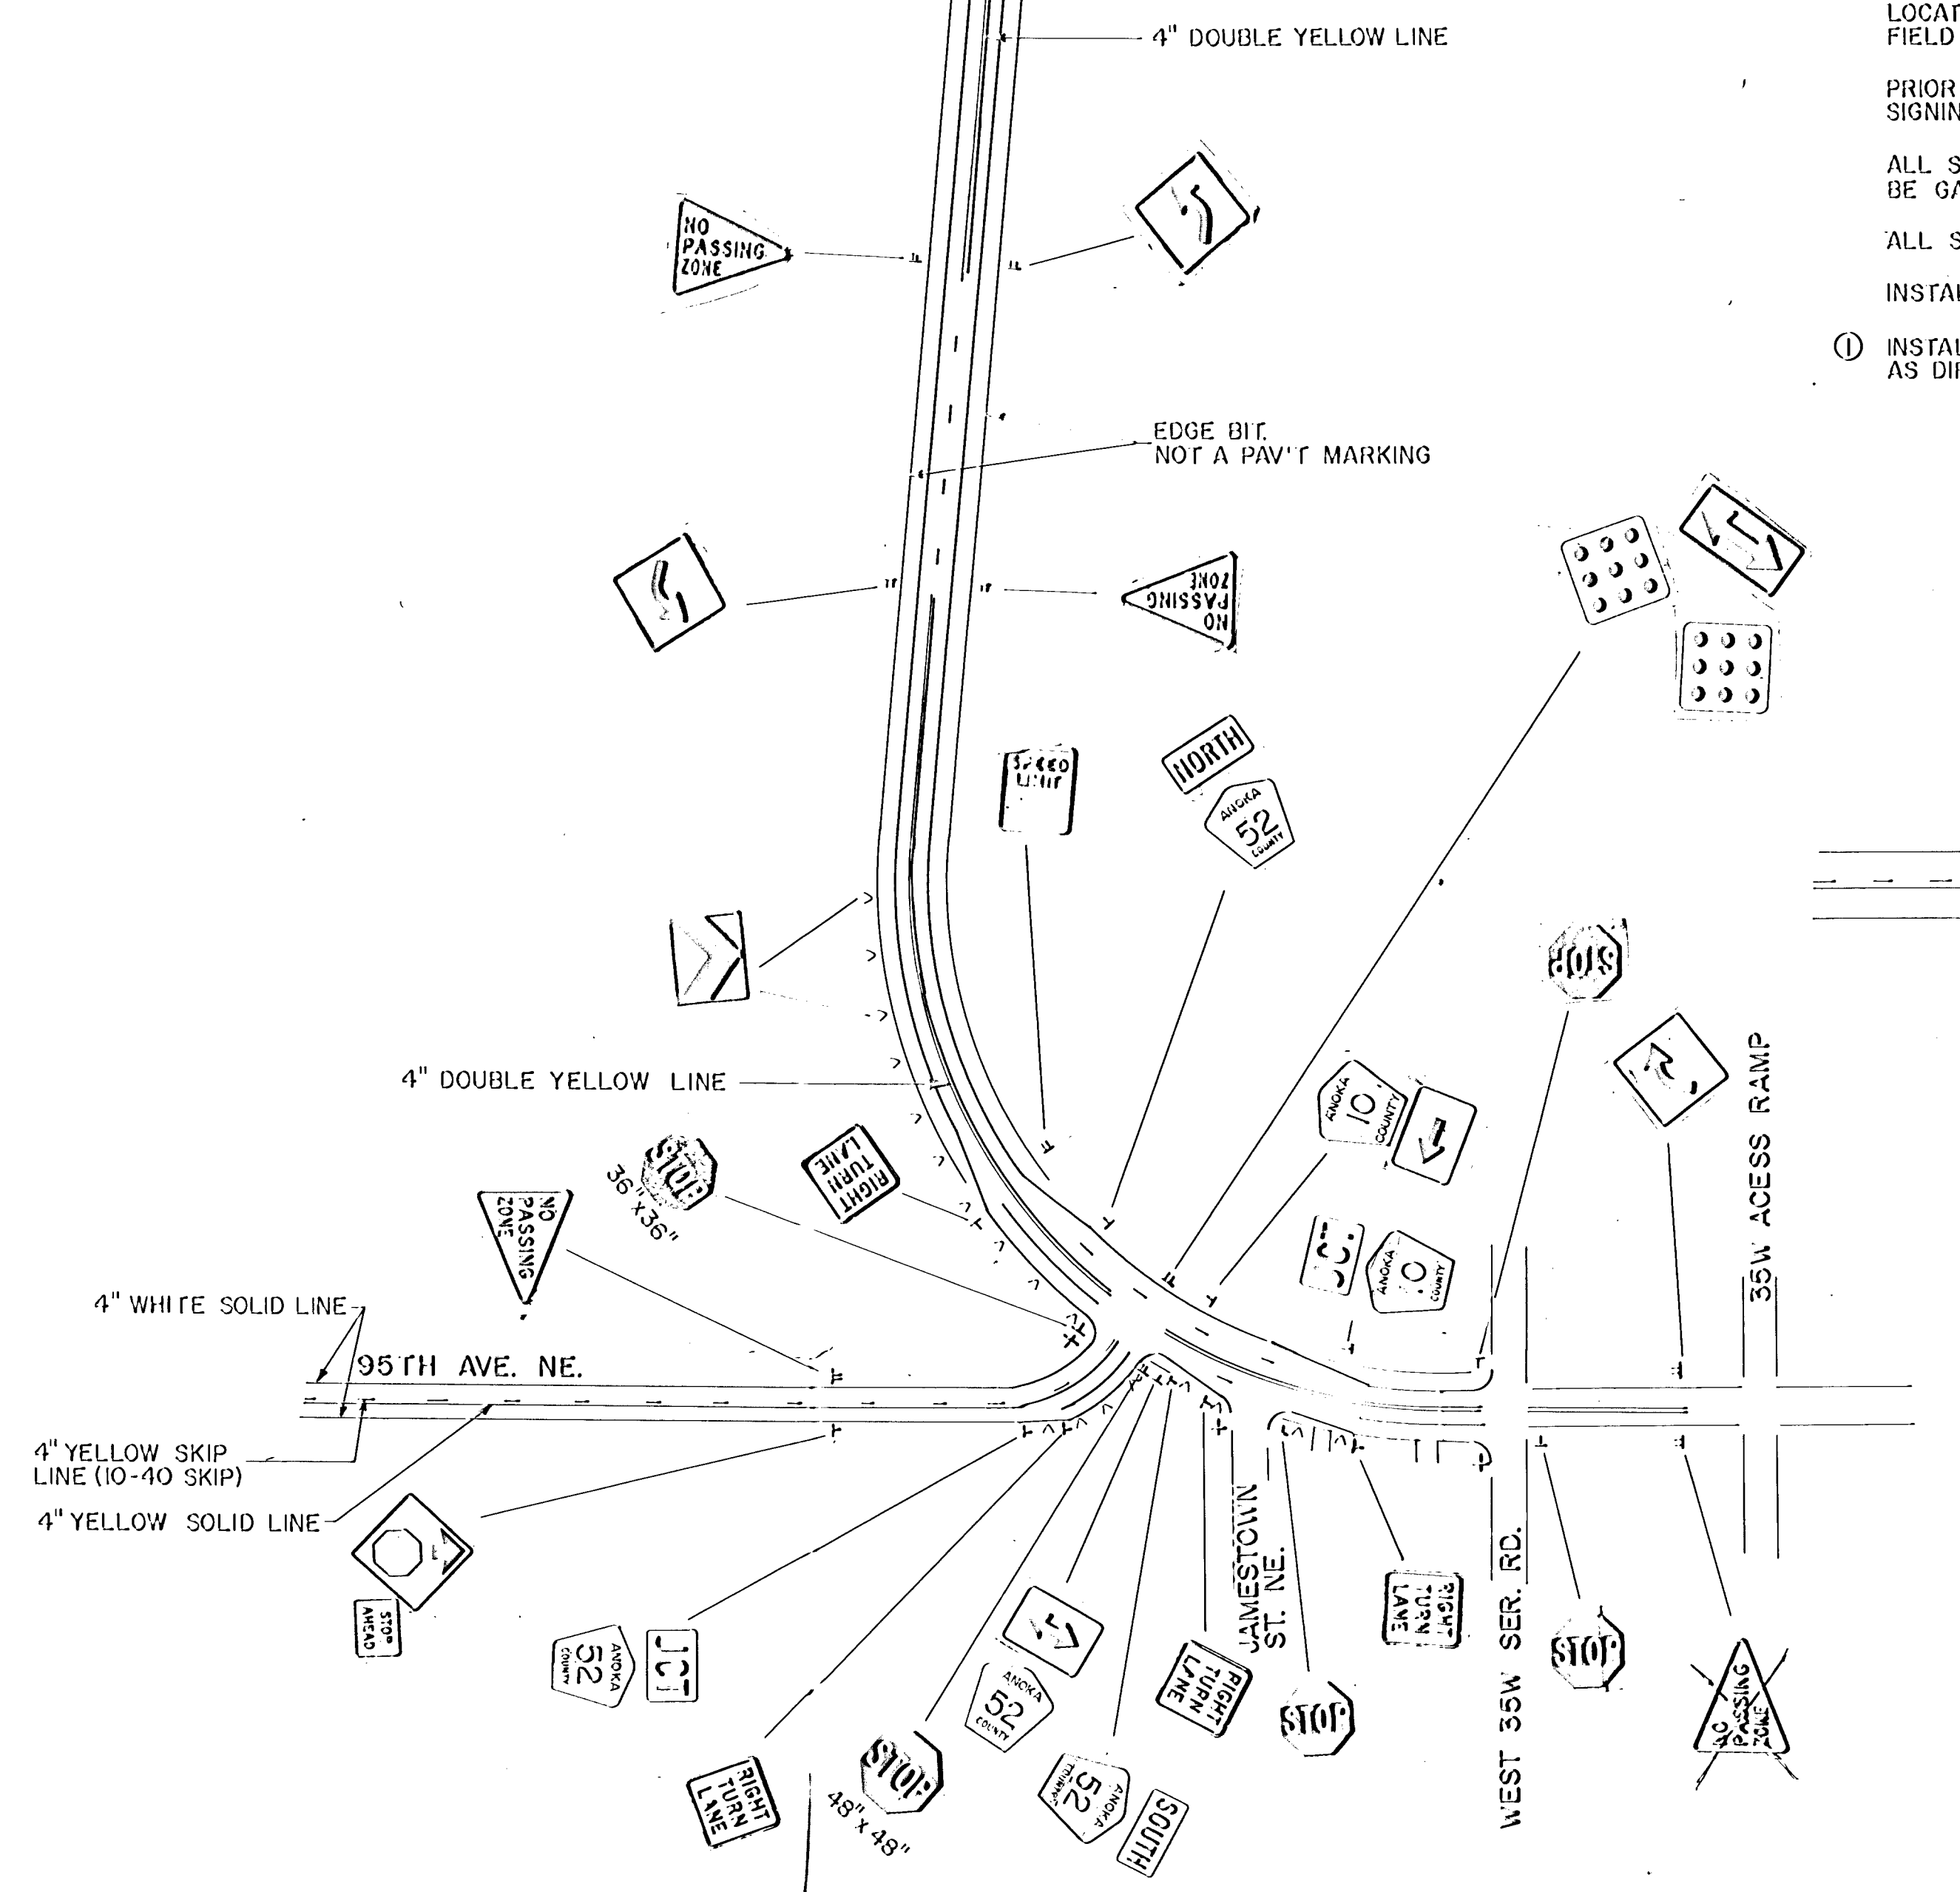 4" DOUBLE YELLOW LINE
LOCAT
FIELD
PRIOR
SIGNIN
ALL S
BE GA
ALL S
INSTAL
① INSTAL
AS DIR
NO
PASSING
ZONE
EDGE BIT.
NOT A PAV'T MARKING
NO
PASSING
ZONE
SPEED
LIMIT
NORTH
ANOKA
52
COUNTY
STOP
4" DOUBLE YELLOW LINE
35W ACESS RAMP
ANOKA
10
COUNTY
STOP
36" x 36"
RIGHT
TURN
LANE
NO
PASSING
ZONE
JCT
ANOKA
10
COUNTY
4" WHITE SOLID LINE
95TH AVE. NE.
4" YELLOW SKIP
LINE (10-40 SKIP)
4" YELLOW SOLID LINE
STOP
AHEAD
ANOKA
52
COUNTY
JCT
RIGHT
TURN
LANE
STOP
48" x 48"
ANOKA
52
COUNTY
ANOKA
52
COUNTY
SOUTH
RIGHT
TURN
LANE
JAMESTOWN
ST. NE.
STOP
RIGHT
TURN
LANE
WEST 35W SER. RD.
STOP
NO
PASSING
ZONE